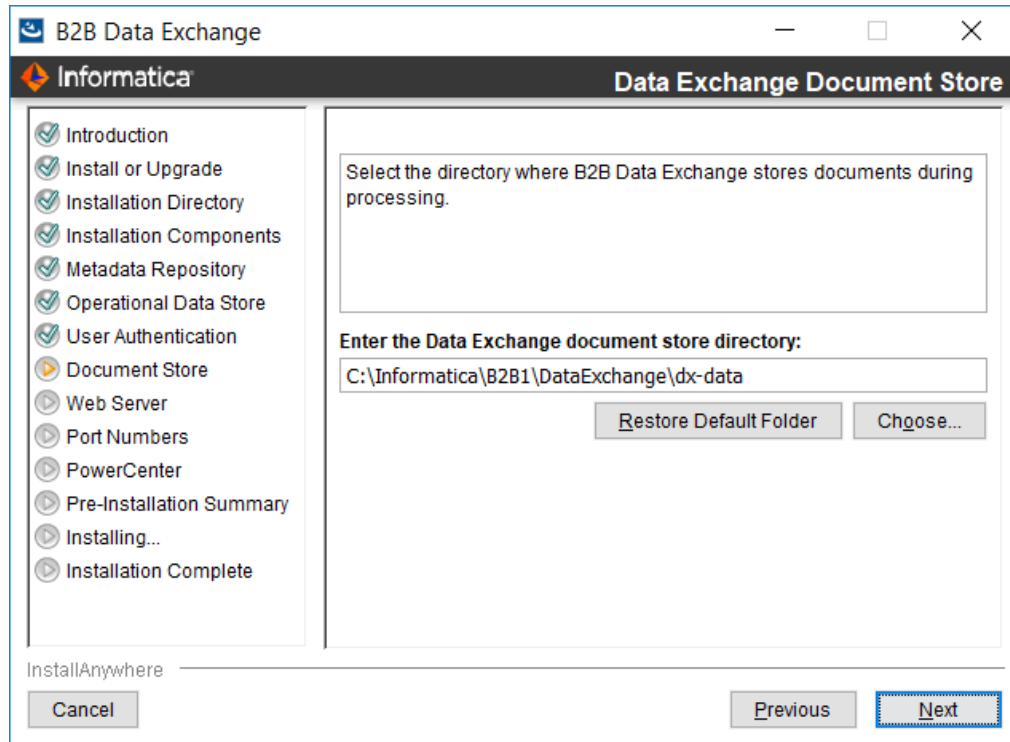 B2B Data Exchange
Informatica
Data Exchange Document Store
Introduction
Install or Upgrade
Installation Directory
Installation Components
Metadata Repository
Operational Data Store
User Authentication
Document Store
Web Server
Port Numbers
PowerCenter
Pre-Installation Summary
Installing...
Installation Complete
Select the directory where B2B Data Exchange stores documents during
processing.
Enter the Data Exchange document store directory:
C:\Informatica\B2B1\DataExchange\dx-data
Restore Default Folder
Choose...
InstallAnywhere
Cancel
Previous
Next